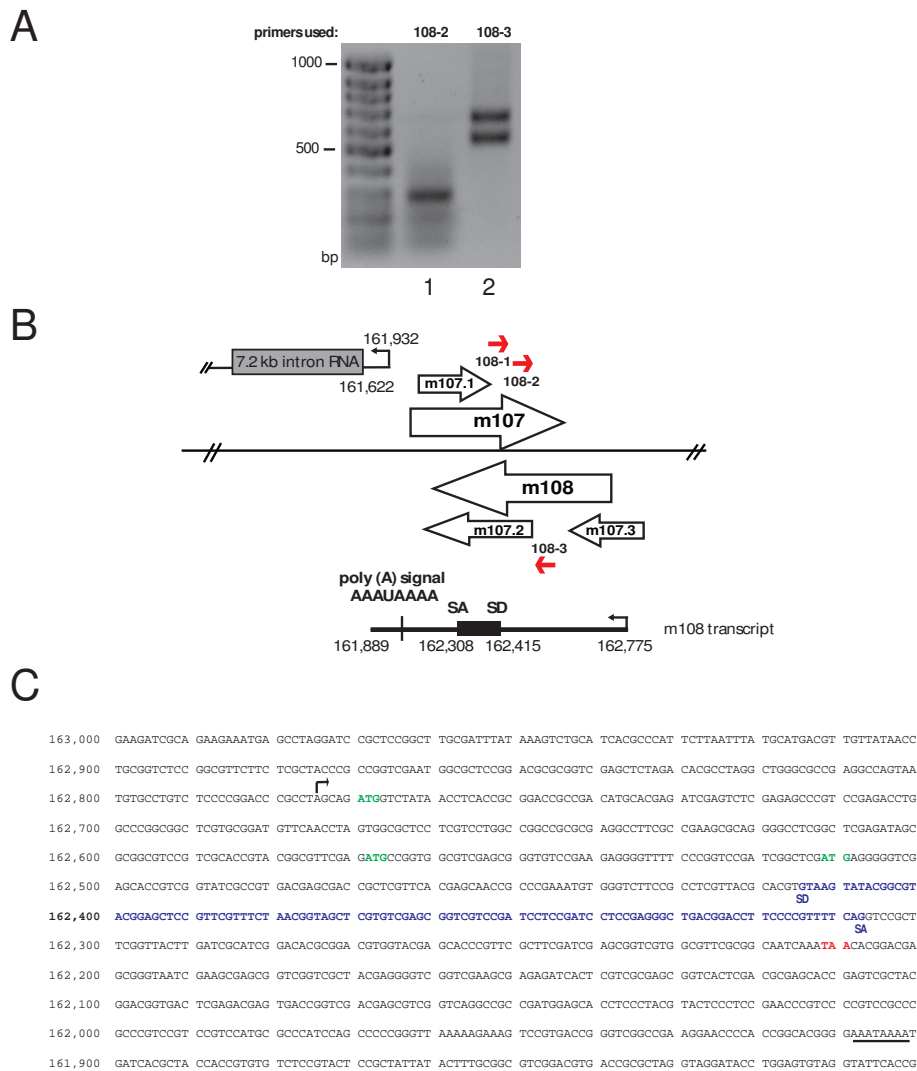 A
primers used: 108-2 108-3
1000
500
bp
1 2
B
161,932
7.2 kb intron RNA
161,622
108-1
m107.1
108-2
m107
m108
m107.2
m107.3
108-3
poly (A) signal
AAAUAAAA
SA SD
m108 transcript
161,889 162,308 162,415 162,775
C
163,000 GAAGATCGCA GAAGAAATGA GCCTAGGATC CGCTCCGGCT TGCGATTTAT AAAGTCTGCA TCACGCCCAT TCTTAATTTA TGCATGACGT TGTTATAACC
162,900 TGCGGTCTCC GGCGTTCTTC TCGCTACCCG CCGGTCGAAT GGCGCTCCGG ACGCGCGGTC GAGCTCTAGA CACGCCTAGG CTGGGCGCCG AGGCCAGTAA
162,800 TGTGCCTGTC TCCCCGGACC CGCCTAGCAG ATGGTCTATA ACCTCACCGC GGACCGCCGA CATGCACGAG ATCGAGTCTC GAGAGCCCGT CCGAGACCTG
162,700 GCCCGGCGGC TCGTGCGGAT GTTCAACCTA GTGGCGCTCC TCGTCCTGGC CGGCCGCGCG AGGCCTTCGC CGAAGCGCAG GGGCCTCGGC TCGAGATAGC
162,600 GCGGCGTCCG TCGCACCGTA CGGCGTTCGA GATGCCGGTG GCGTCGAGCG GGTGTCCGAA GAGGGGTTTT CCCGGTCCGA TCGGCTCGAT GGAGGGGTCG
162,500 AGCACCGTCG GTATCGCCGT GACGAGCGAC CGCTCGTTCA CGAGCAACCG CCCGAAATGT GGGTCTTCCG CCTCGTTACG CACGTGTAAG TATACGGCGT
SD
162,400 ACGGAGCTCC GTTCGTTTCT AACGGTAGCT CGTGTCGAGC GGTCGTCCGA TCCTCCGATC CTCCGAGGGC TGACGGACCT TCCCCGTTTT CAGGTCCGCT
SA
162,300 TCGGTTACTT GATCGCATCG GACGCGCGGA CGTGGTACGA GCACCCGTTC GCTTCGATCG AGCGGTCGTG GCGTTCGCGG CAATCAAATA ACACGGACGA
162,200 GCGGGTAATC GAAGCGAGCG GCGTCGGTCGCT ACGAGGGGTC GGTCGAAGCG AGAGATCACT CGTCGCGAGC GGTCACTCGA CGCGAGCACC GAGTCGCTAC
162,100 GGACGGTGAC TCGAGACGAG TGACCGGTCG ACGAGCGTCG GTCAGGCCGC CGATGGAGCA CCTCCCTACG TACTCCCTCC GAACCCGTCC CCGTCCGCCC
162,000 GCCCGTCCGT CCGTCCATGC GCCCATCCAG CCCCCGGGTT AAAAAGAAAG TCCGTGACCG GGTCGGCCGA AGGAACCCCA CCGGCACGGG GAAATAAAAT
161,900 GATCACGCTA CCACCGTGTG TCTCCGTACT CCGCTATTAT ACTTTGCGGC GTCGGACGTG ACCGCGCTAG GTAGGATACC TGGAGTGTAG GTATTCACCG